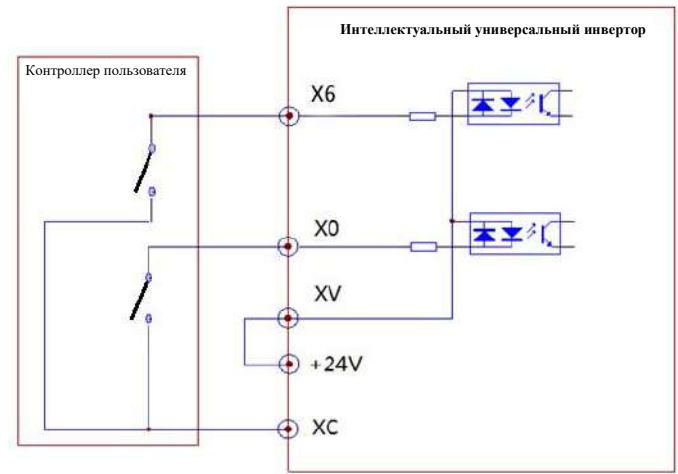 Интеллектуальный универсальный инвертор
Контроллер пользователя
X6
X0
XV
+24V
XC